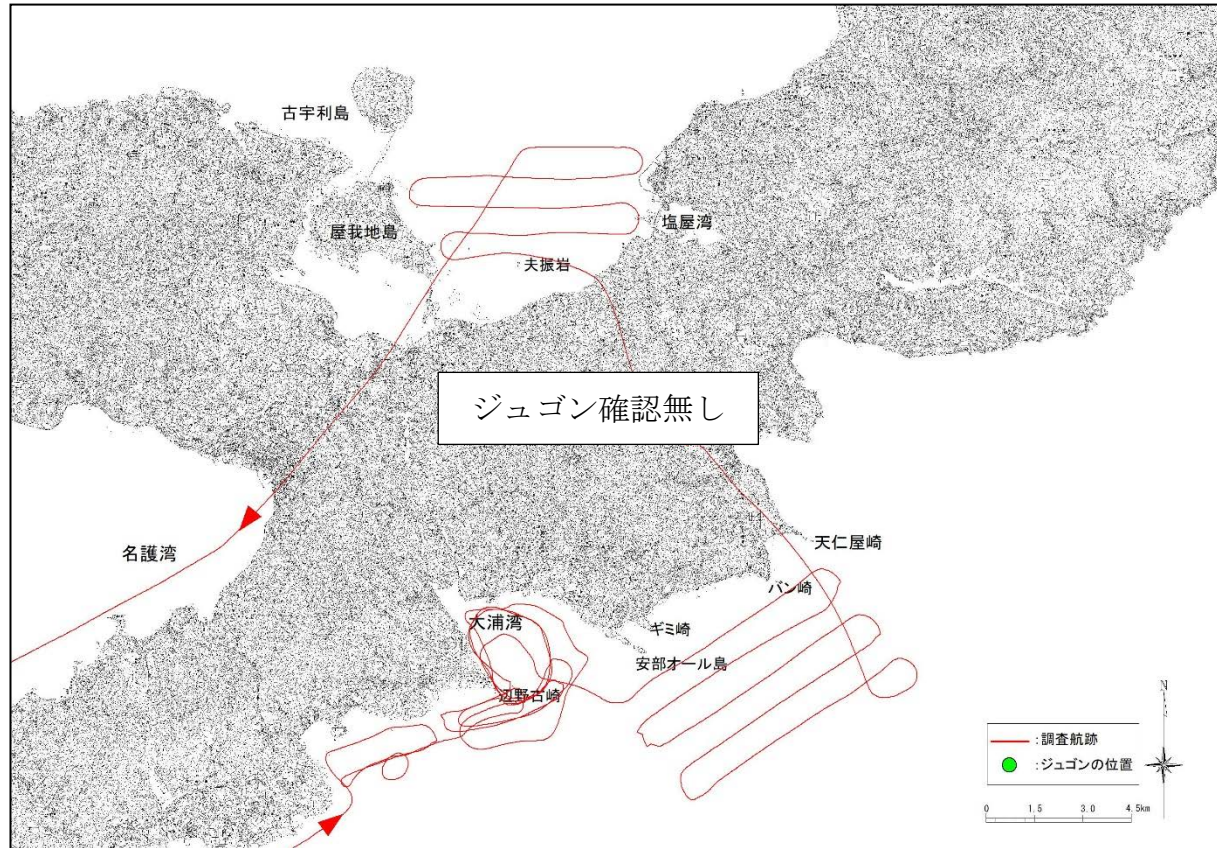 古宇利島
屋我地島
塩屋湾
夫振岩
ジュゴン確認無し
名護湾
天仁屋崎
バン崎
大浦湾
ギミ崎
安部オール島
辺野古崎
N
:調査航跡
:ジュゴンの位置
0 1.5 3.0 4.5km